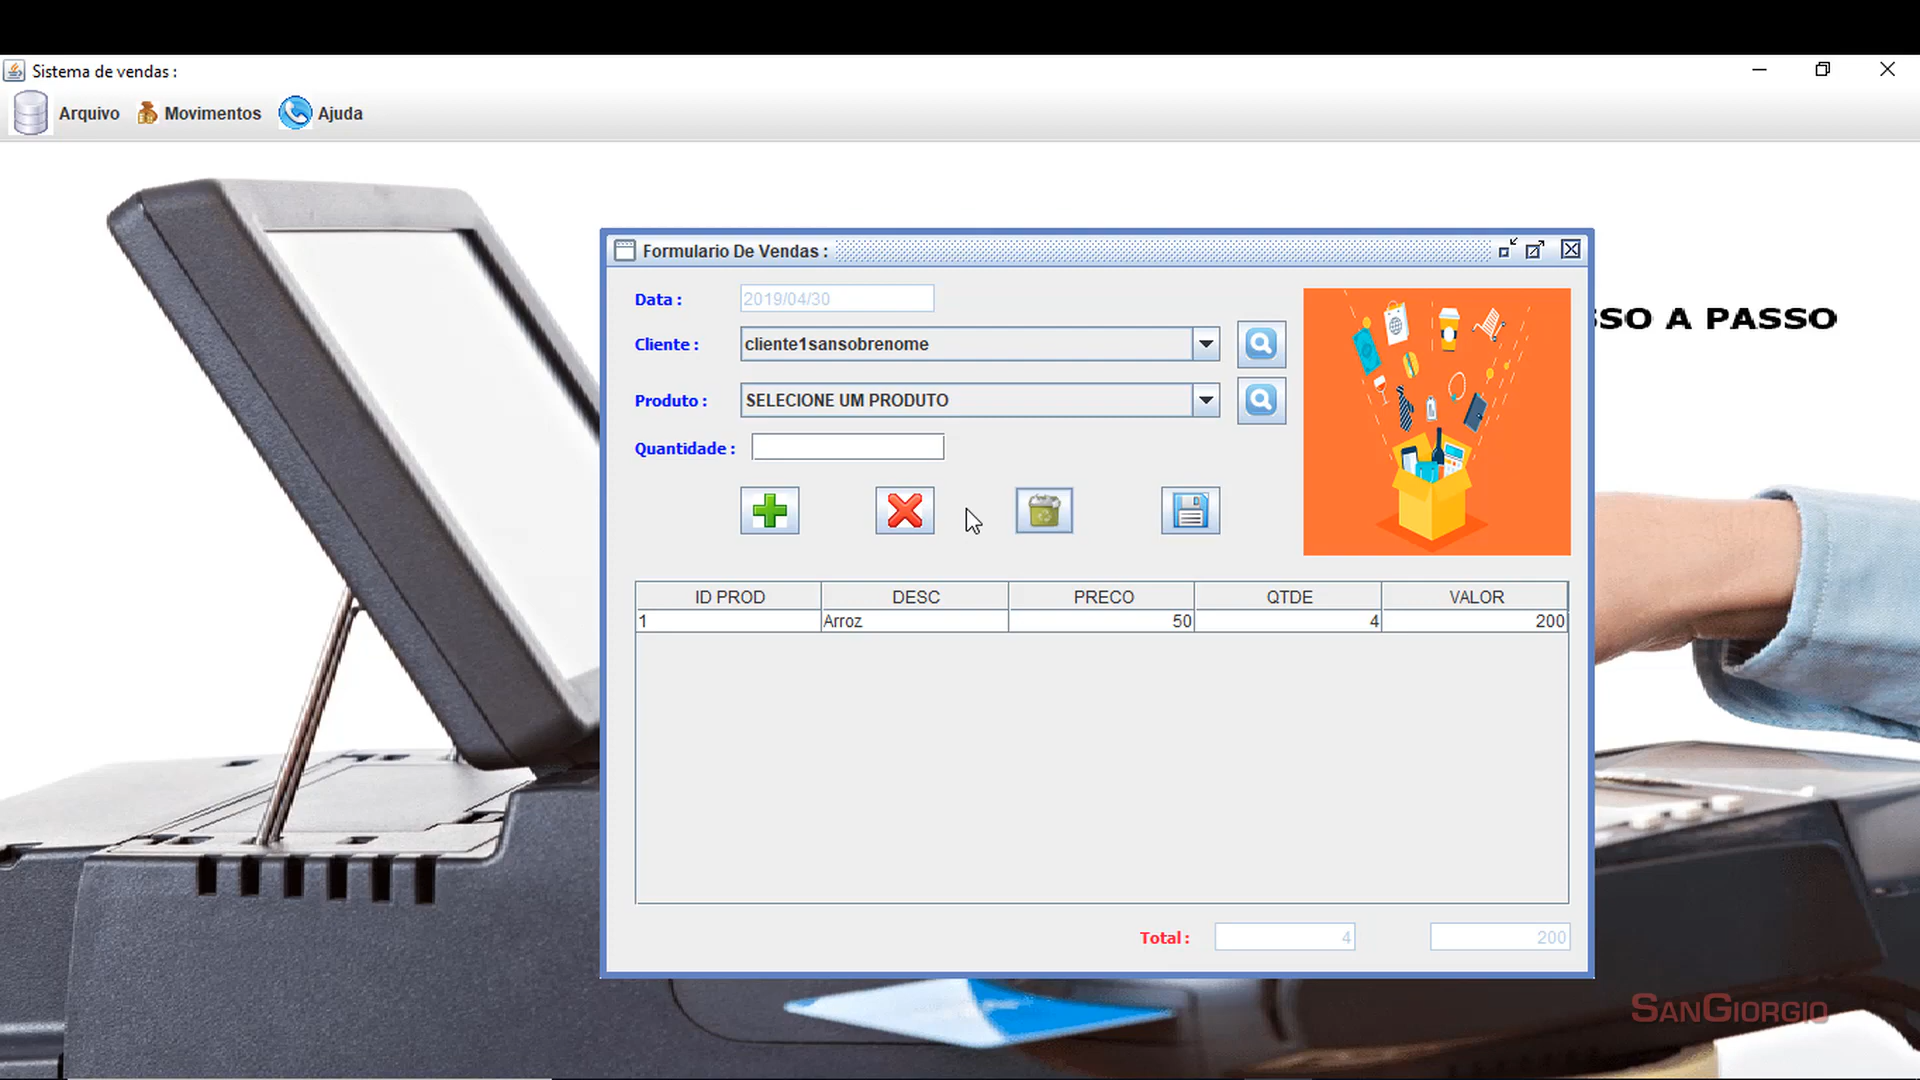 Sistema de vendas :
Arquivo Movimentos Ajuda
Formulario De Vendas :
Data : 2019/04/30
SSO A PASSO
Cliente : cliente1sansobrenome
Produto : SELECIONE UM PRODUTO
Quantidade :
ID PROD DESC PRECO QTDE VALOR
1 Arroz 50 4 200
Total : 4 200
SANGIORGIO